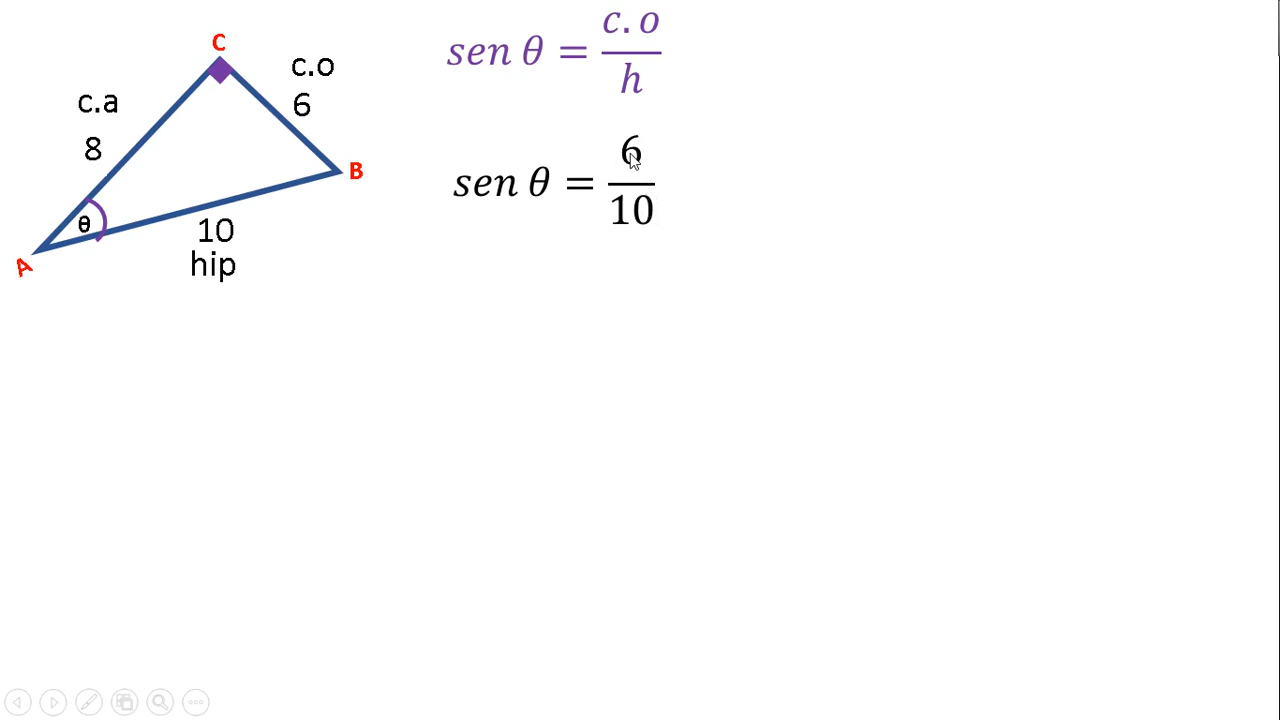 C
c.o
6
c.a
8
B
θ
10
hip
A
sen θ = c.o/h
sen θ = 6/10